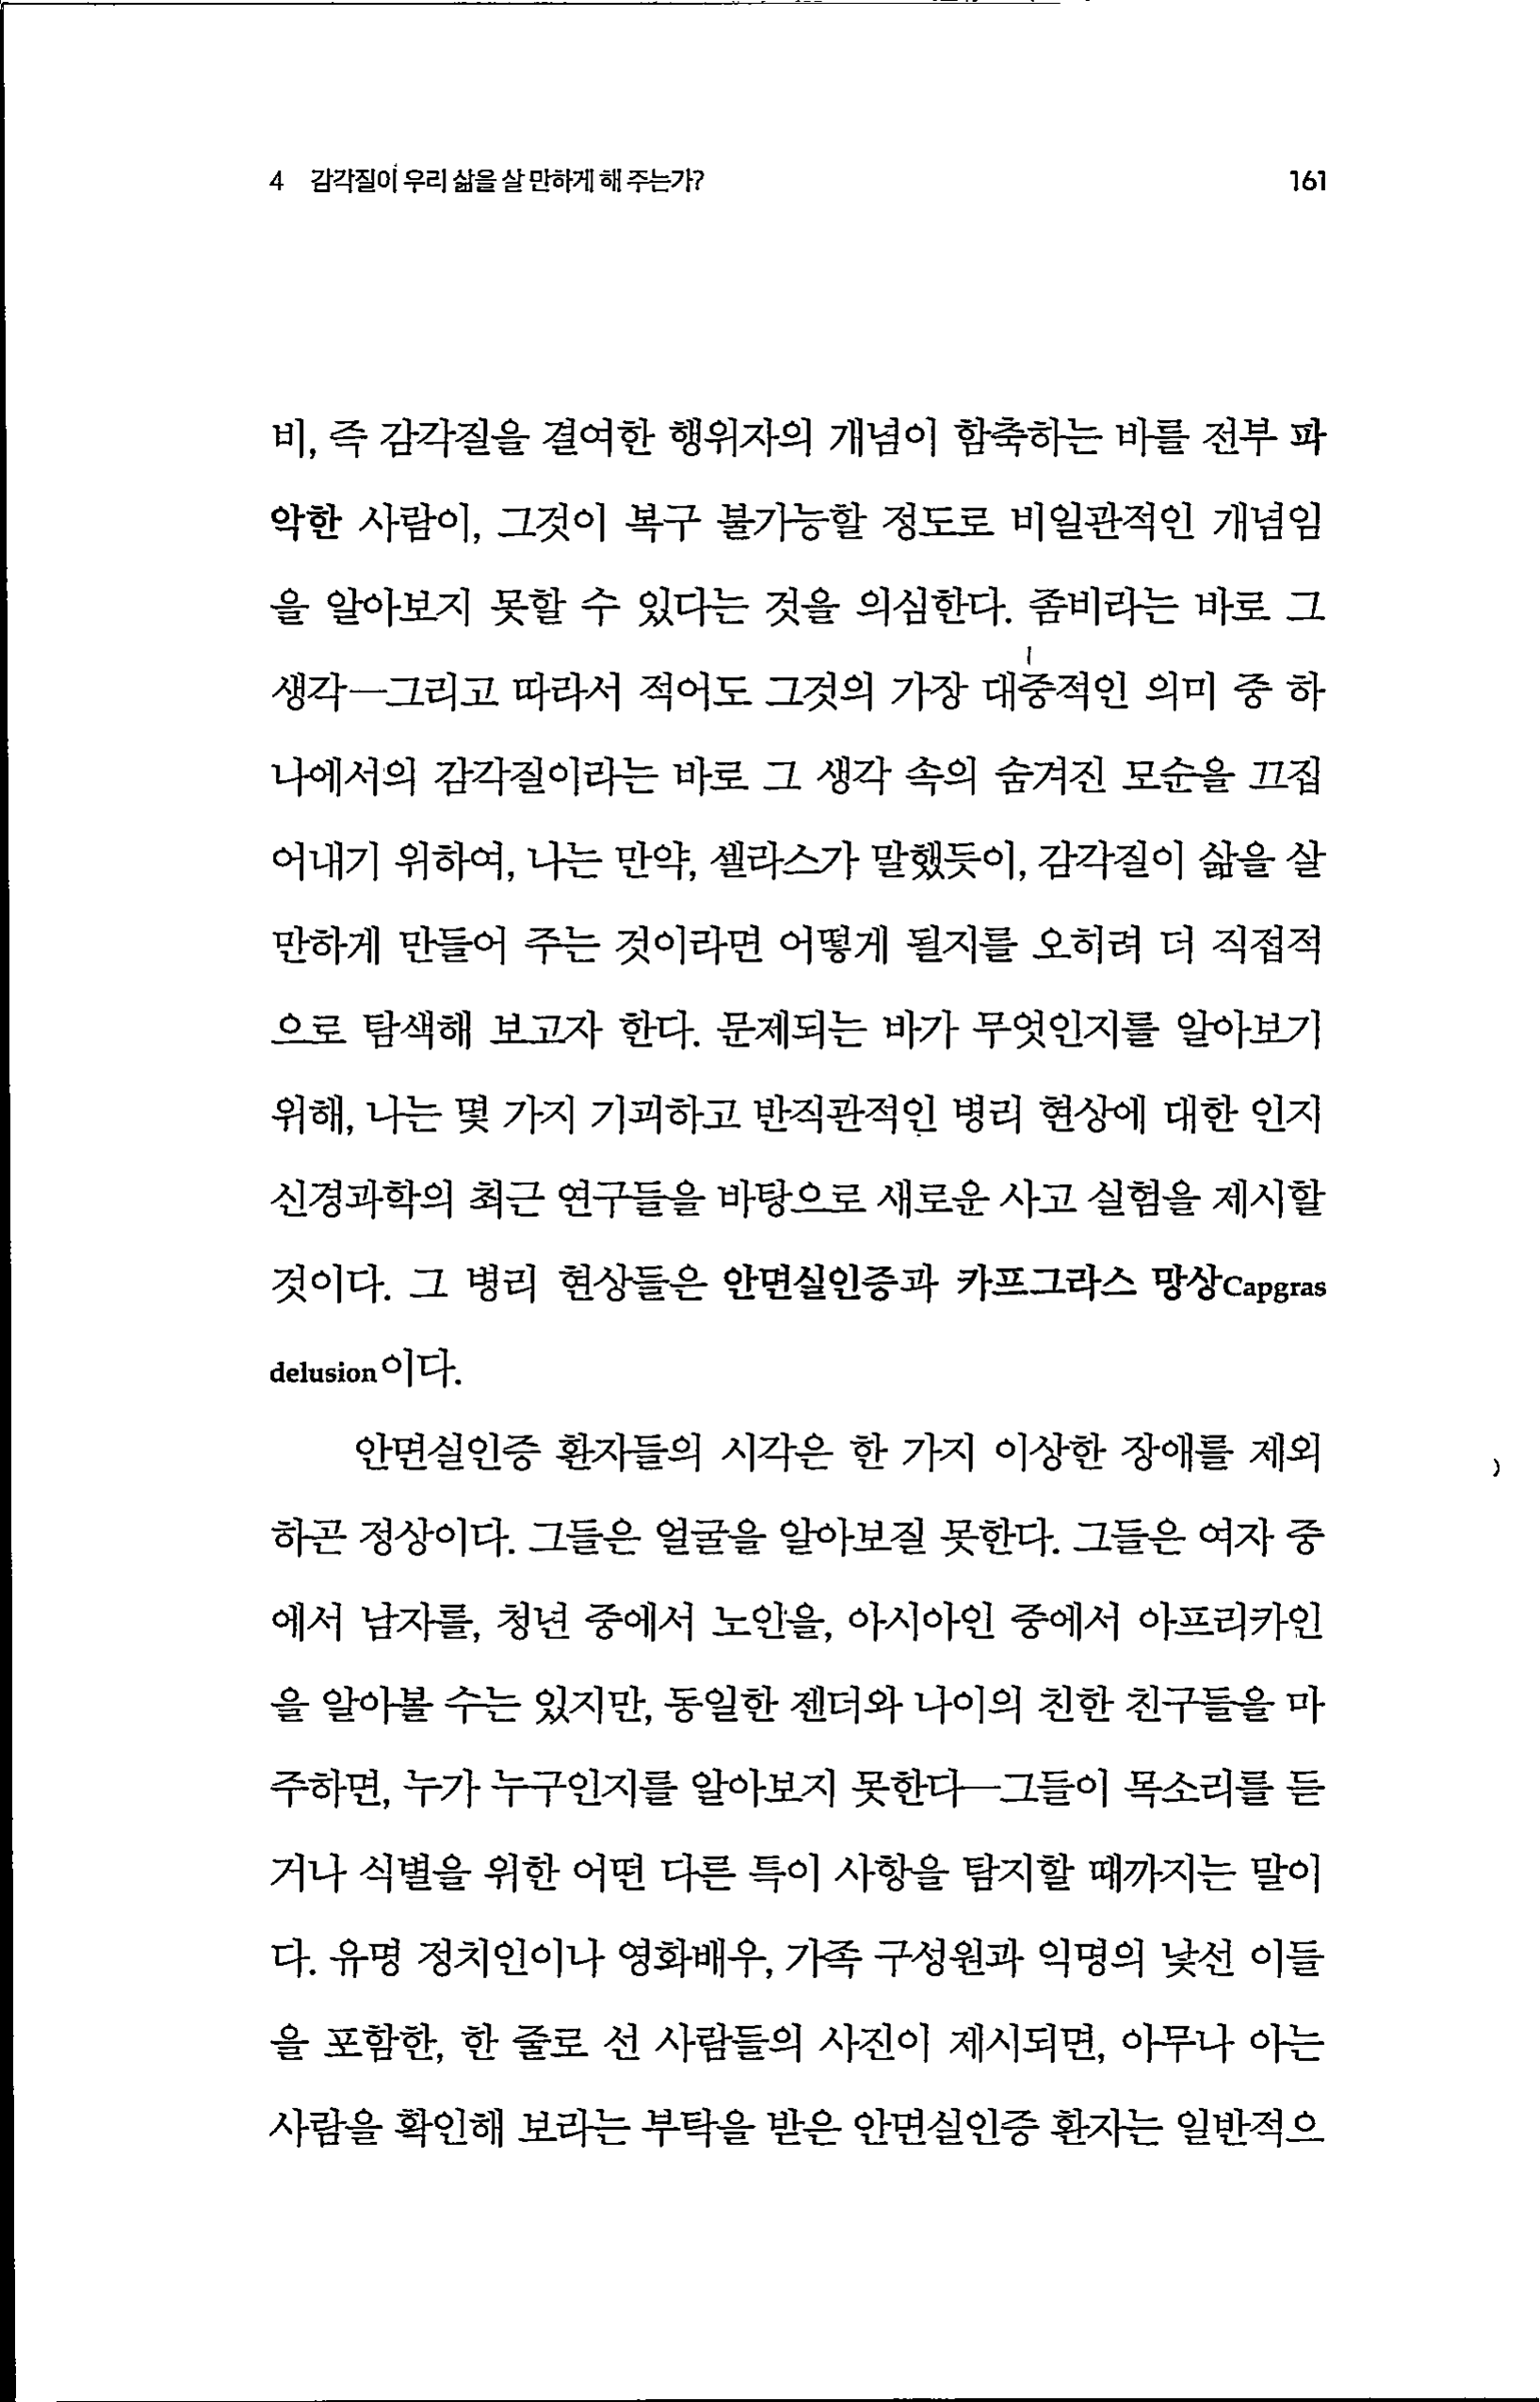 4 감각질이 우리 삶을 살 만하게 해 주는가? 161
비, 즉 감각질을 결여한 행위자의 개념이 함축하는 바를 전부 파
악한 사람이, 그것이 복구 불가능할 정도로 비일관적인 개념임
을 알아보지 못할 수 있다는 것을 의심한다. 좀비라는 바로 그
생각—그리고 따라서 적어도 그것의 가장 대중적인 의미 중 하
나에서의 감각질이라는 바로 그 생각 속의 숨겨진 모순을 끄집
어내기 위하여, 나는 만약, 셀라스가 말했듯이, 감각질이 삶을 살
만하게 만들어 주는 것이라면 어떻게 될지를 오히려 더 직접적
으로 탐색해 보고자 한다. 문제되는 바가 무엇인지를 알아보기
위해, 나는 몇 가지 기괴하고 반직관적인 병리 현상에 대한 인지
신경과학의 최근 연구들을 바탕으로 새로운 사고 실험을 제시할
것이다. 그 병리 현상들은 안면실인증과 카프그라스 망상Capgras
delusion이다.
안면실인증 환자들의 시각은 한 가지 이상한 장애를 제외
하곤 정상이다. 그들은 얼굴을 알아보질 못한다. 그들은 여자 중
에서 남자를, 청년 중에서 노인을, 아시아인 중에서 아프리카인
을 알아볼 수는 있지만, 동일한 젠더와 나이의 친한 친구들을 마
주하면, 누가 누구인지를 알아보지 못한다—그들이 목소리를 듣
거나 식별을 위한 어떤 다른 특이 사항을 탐지할 때까지는 말이
다. 유명 정치인이나 영화배우, 가족 구성원과 익명의 낯선 이들
을 포함한, 한 줄로 선 사람들의 사진이 제시되면, 아무나 아는
사람을 확인해 보라는 부탁을 받은 안면실인증 환자는 일반적으